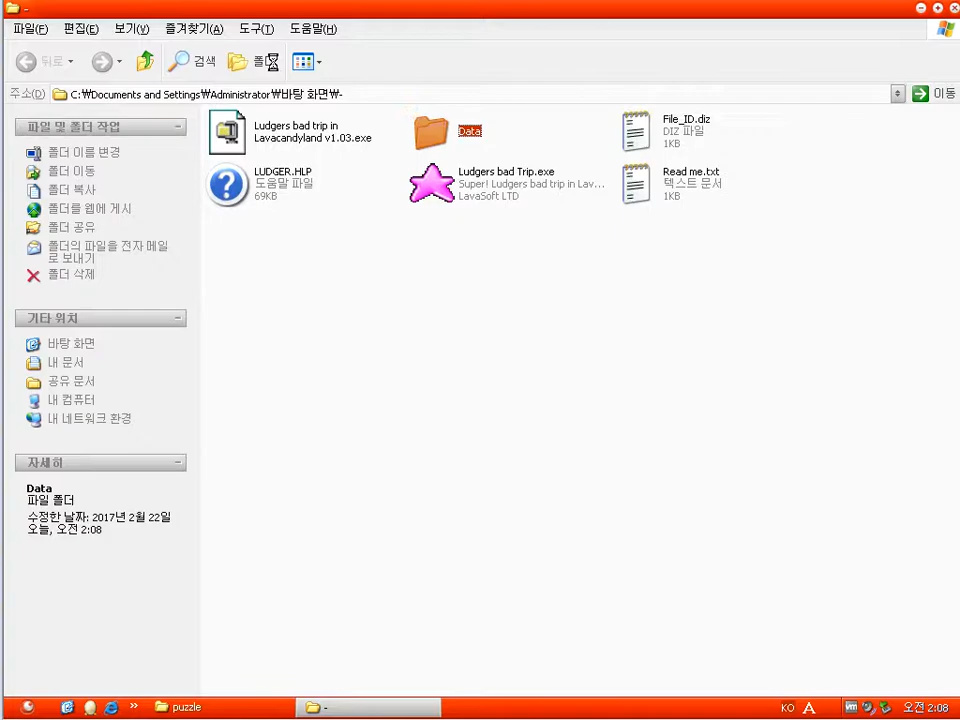 -
파일(F) 편집(E) 보기(V) 즐겨찾기(A) 도구(T) 도움말(H)
뒤로 검색 폴
주소(D) C:₩Documents and Settings₩Administrator₩바탕 화면₩- 이동
파일 및 폴더 작업
폴더 이름 변경
폴더 이동
폴더 복사
폴더를 웹에 게시
폴더 공유
폴더의 파일을 전자 메일
로 보내기
폴더 삭제
기타 위치
바탕 화면
내 문서
공유 문서
내 컴퓨터
내 네트워크 환경
자세히
Data
파일 폴더
수정한 날짜: 2017년 2월 22일
오늘, 오전 2:08
Ludgers bad trip in
Lavacandyland v1.03.exe
Data
File_ID.diz
DIZ 파일
1KB
LUDGER.HLP
도움말 파일
69KB
Ludgers bad Trip.exe
Super! Ludgers bad trip in Lav...
LavaSoft LTD
Read me.txt
텍스트 문서
1KB
puzzle - KO A 오전 2:08